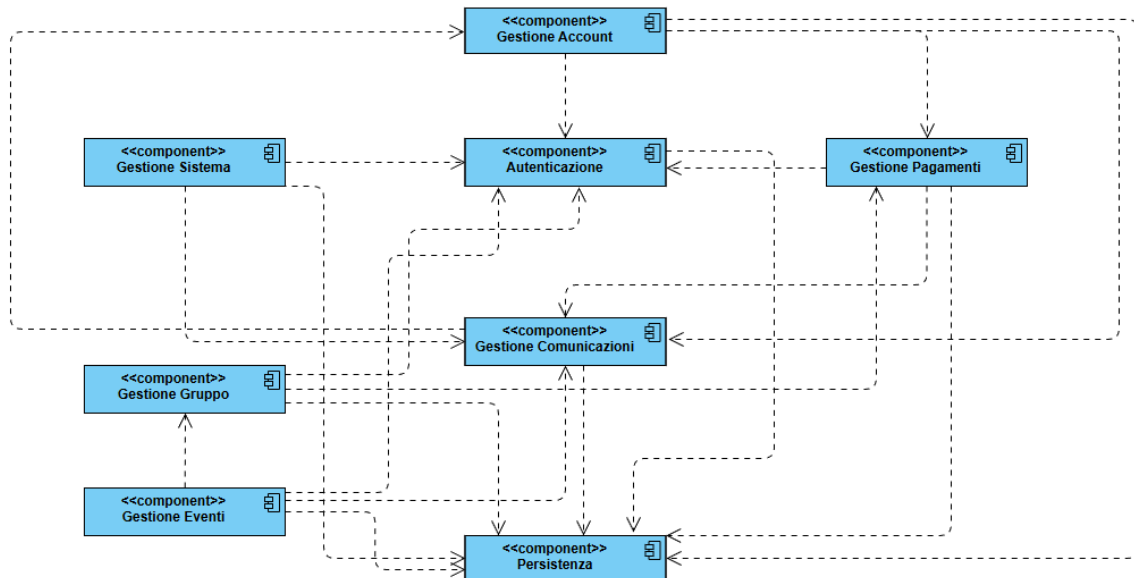 <<component>>
Gestione Account
<<component>>
Gestione Sistema
<<component>>
Autenticazione
<<component>>
Gestione Pagamenti
<<component>>
Gestione Comunicazioni
<<component>>
Gestione Gruppo
<<component>>
Gestione Eventi
<<component>>
Persistenza